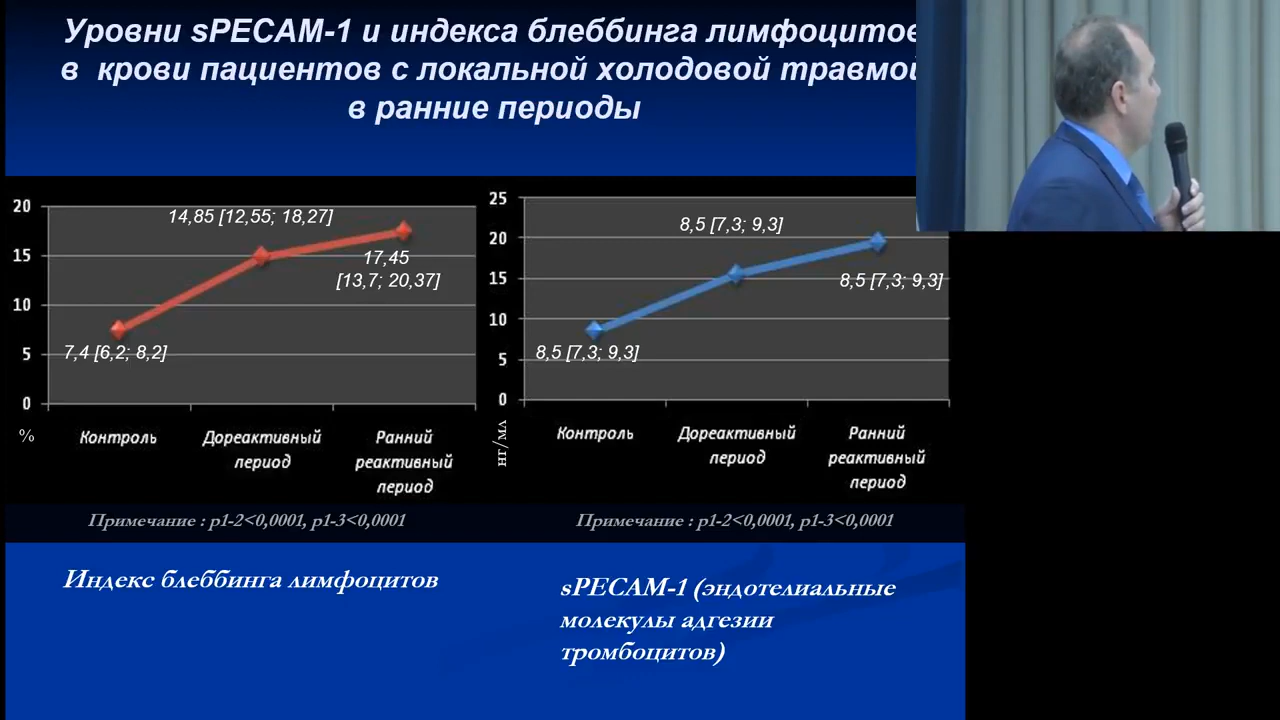 Уровни sPECAM-1 и индекса блеббинга лимфоцитов
в крови пациентов с локальной холодовой травмой
в ранние периоды
20
15
10
5
0
%
14,85 [12,55; 18,27]
17,45
[13,7; 20,37]
7,4 [6,2; 8,2]
Контроль
Дореактивный
период
Ранний
реактивный
период
Примечание : p1-2<0,0001, p1-3<0,0001
Индекс блеббинга лимфоцитов
25
20
15
10
5
0
нг/мл
8,5 [7,3; 9,3]
8,5 [7,3; 9,3]
8,5 [7,3; 9,3]
Контроль
Дореактивный
период
Ранний
реактивный
период
Примечание : p1-2<0,0001, p1-3<0,0001
sPECAM-1 (эндотелиальные
молекулы адгезии
тромбоцитов)